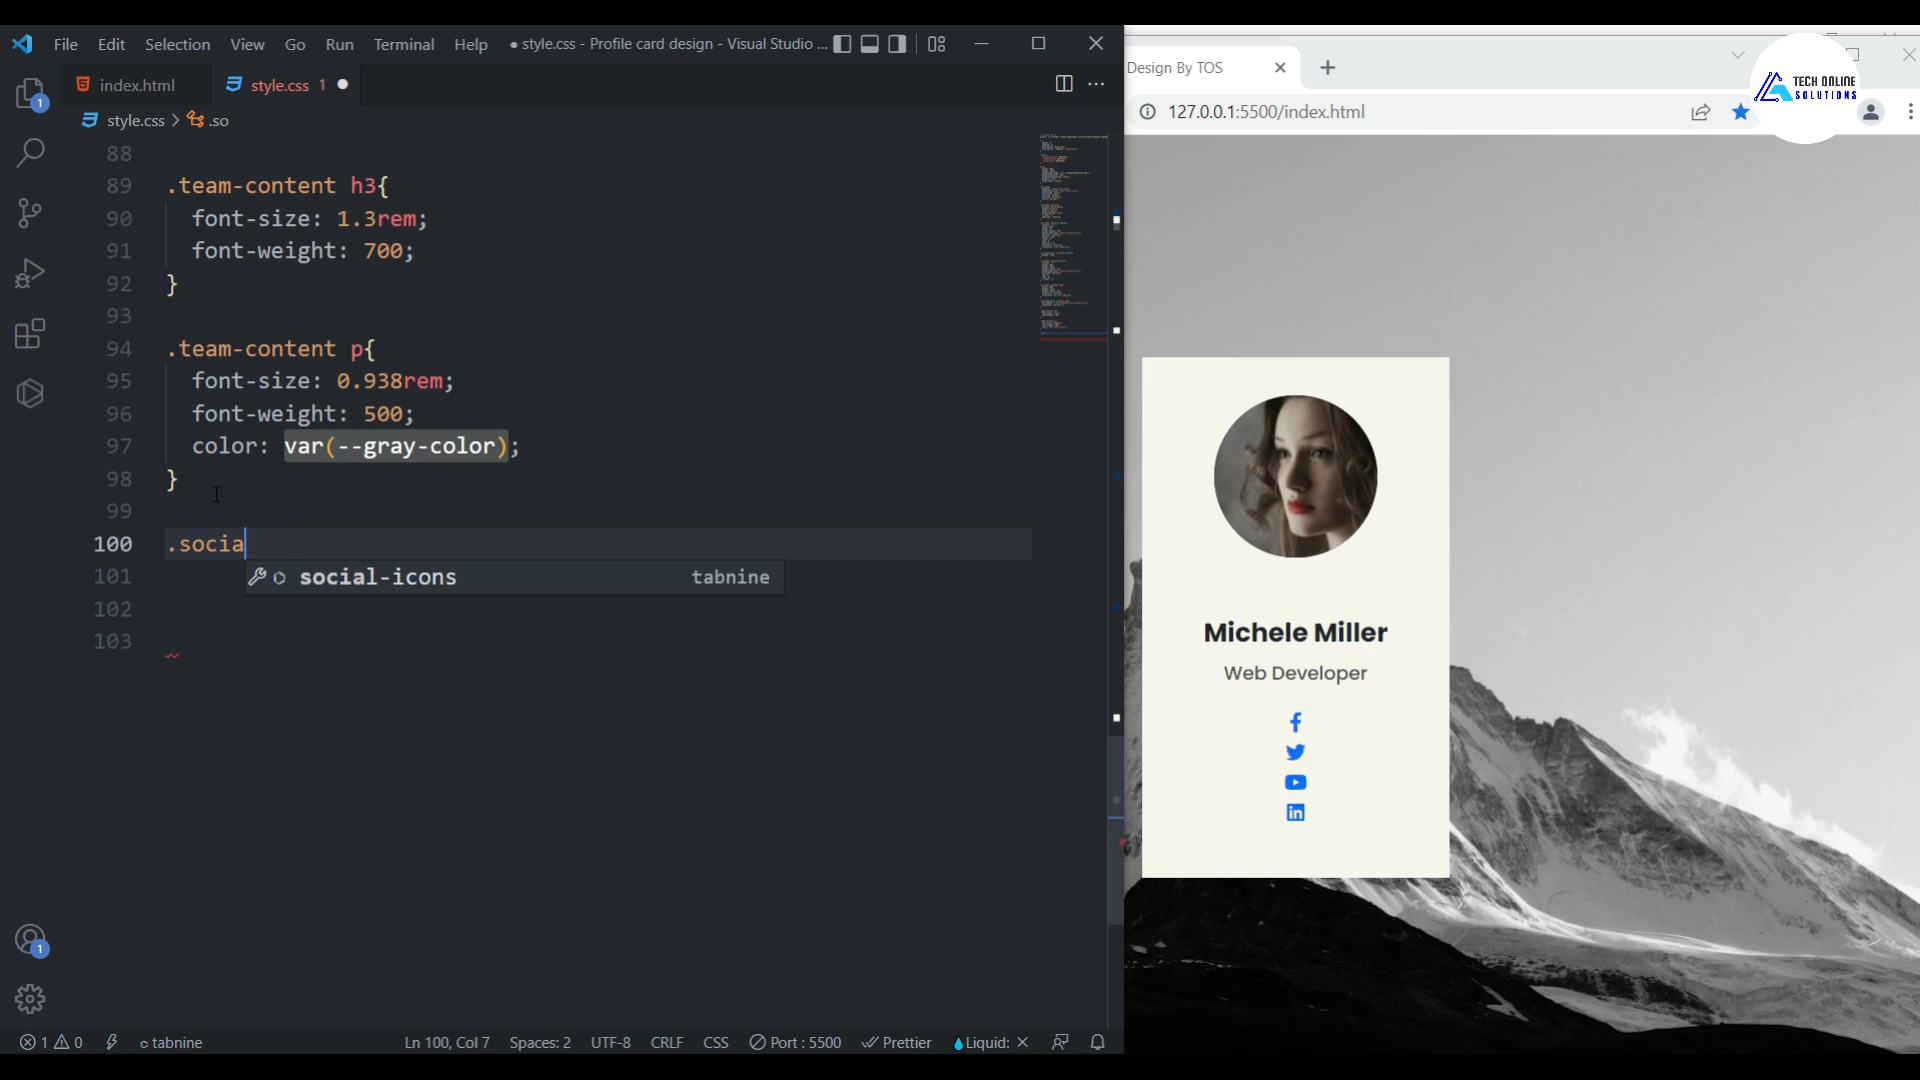 File Edit Selection View Go Run Terminal Help ● style.css - Profile card design - Visual Studio ...
index.html style.css 1 ●
style.css > .so
88
89 .team-content h3{
90 font-size: 1.3rem;
91 font-weight: 700;
92 }
93
94 .team-content p{
95 font-size: 0.938rem;
96 font-weight: 500;
97 color: var(--gray-color);
98 }
99
100 .socia
101 social-icons tabnine
102
103
1
1
1 0 tabnine Ln 100, Col 7 Spaces: 2 UTF-8 CRLF CSS Port : 5500 Prettier Liquid:
Design By TOS
127.0.0.1:5500/index.html
TECH ONLINE
SOLUTIONS
Michele Miller
Web Developer